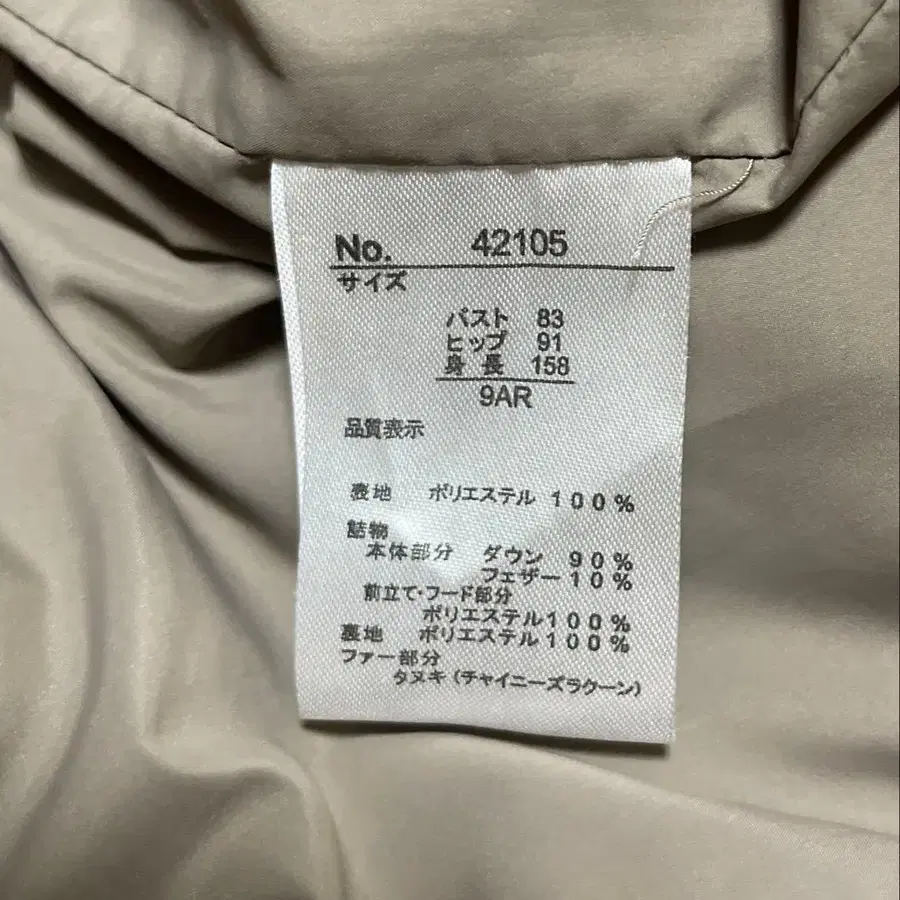 No. 42105
サイズ
バスト 83
ヒップ 91
身長 158
9AR
品質表示
表地 ポリエステル 100%
詰物
本体部分 ダウン 90%
フェザー 10%
前立て・フード部分
ポリエステル100%
裏地 ポリエステル100%
ファー部分
タヌキ (チャイニーズラクーン)